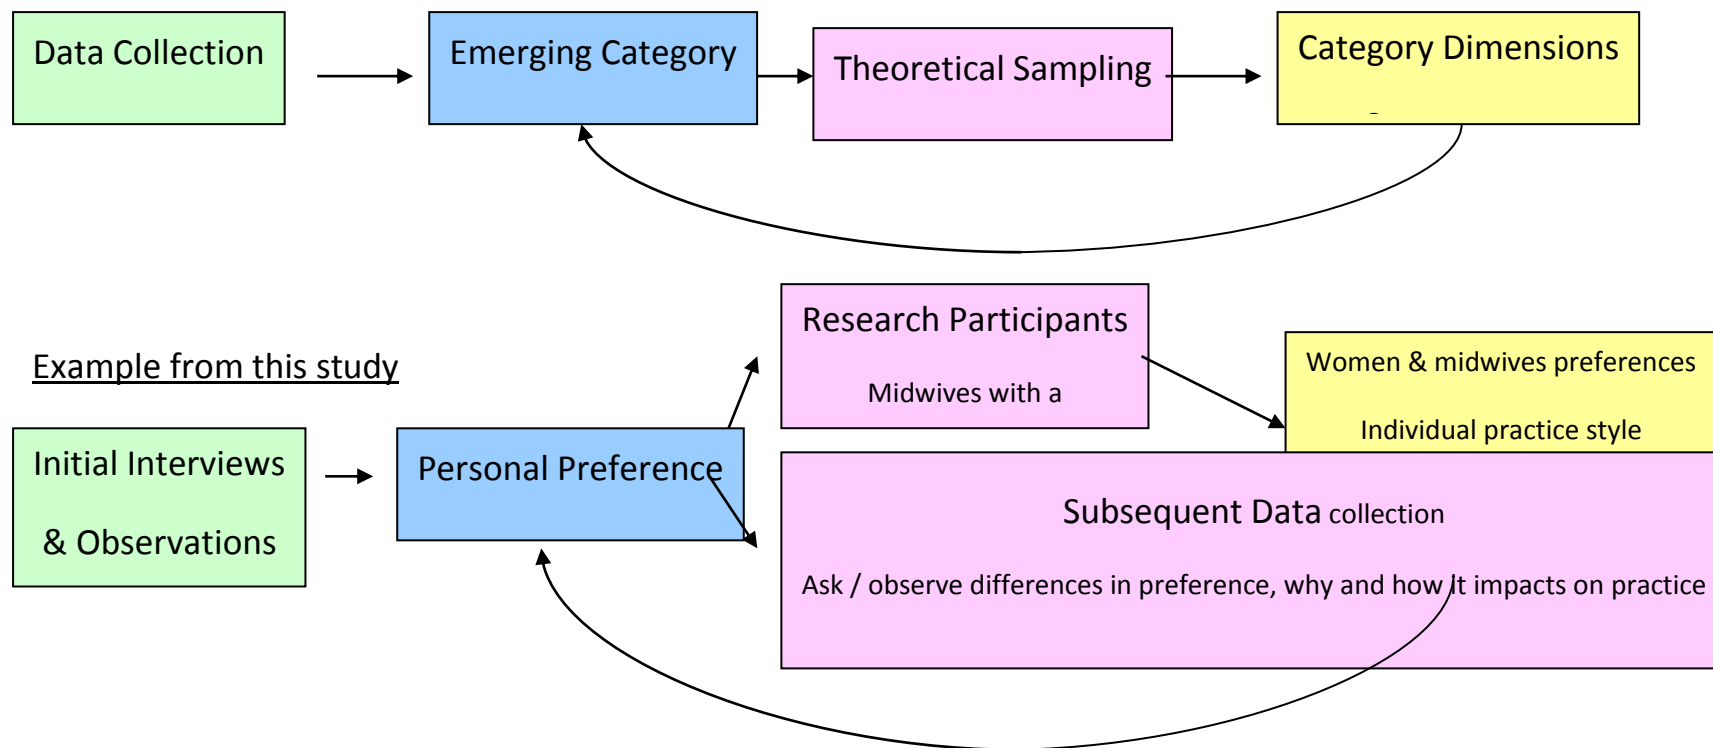 Data Collection
Emerging Category
Theoretical Sampling
Category Dimensions
Example from this study
Initial Interviews
& Observations
Personal Preference
Research Participants
Midwives with a
Women & midwives preferences
Individual practice style
Subsequent Data collection
Ask / observe differences in preference, why and how it impacts on practice